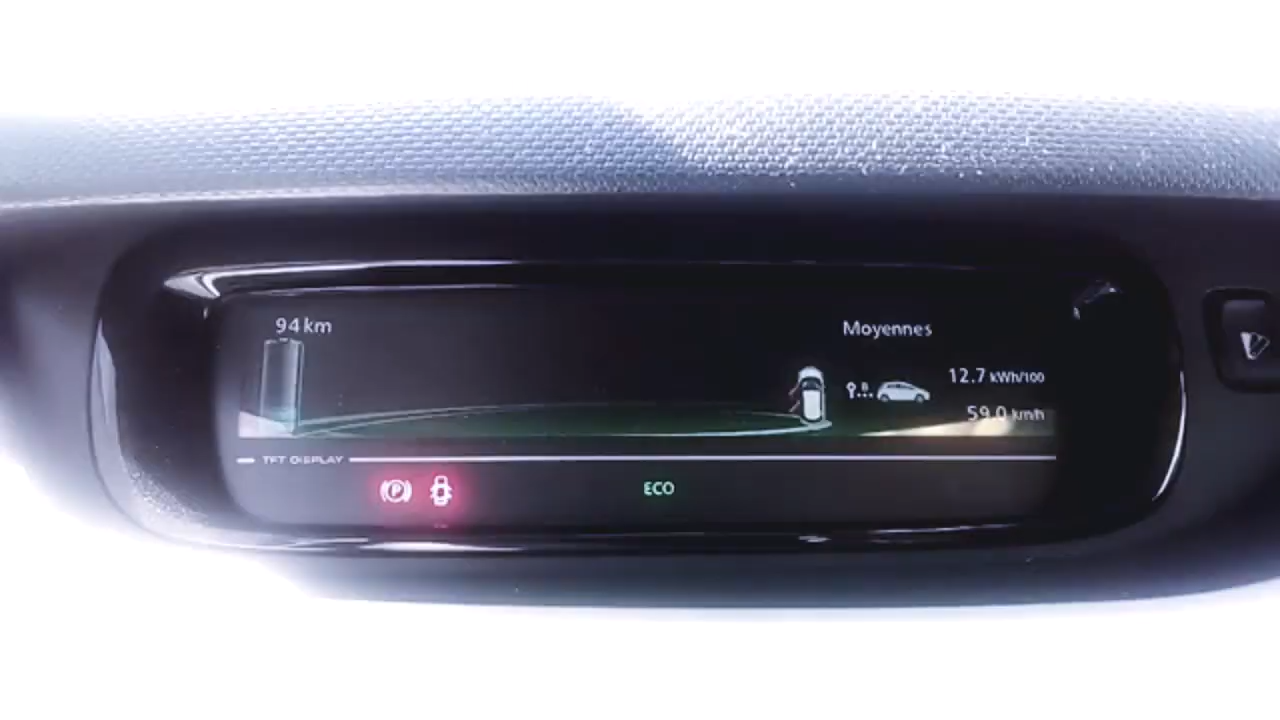 94 km
Moyennes
12.7 kWh/100
59.0 km/h
TFT DISPLAY
P
ECO